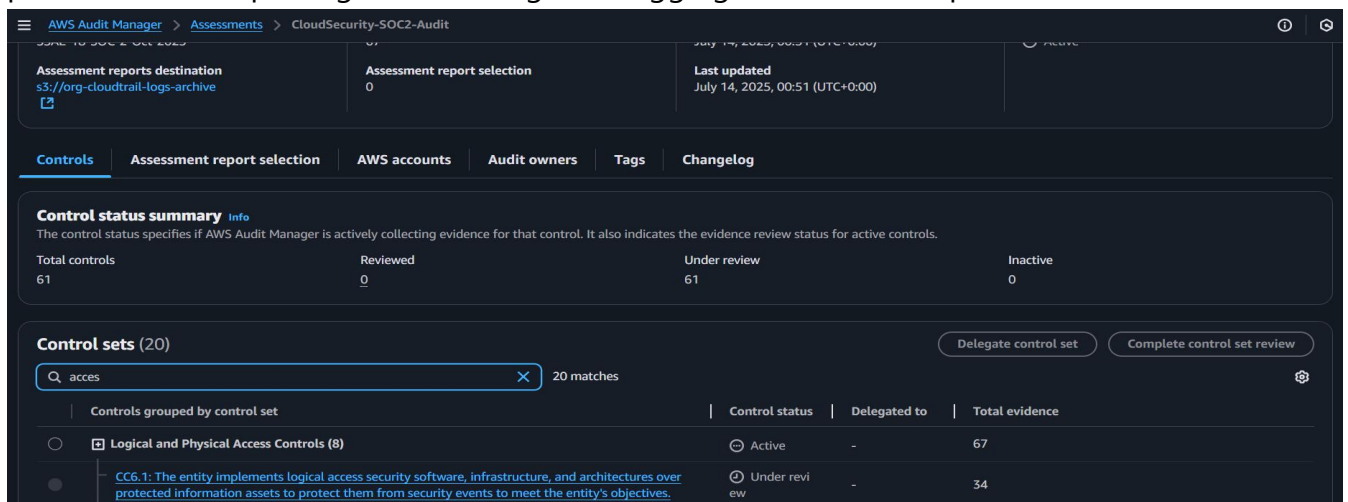 AWS Audit Manager > Assessments > CloudSecurity-SOC2-Audit
Assessment reports destination
s3://org-cloudtrail-logs-archive
Assessment report selection
0
Last updated
July 14, 2025, 00:51 (UTC+0:00)
Controls Assessment report selection AWS accounts Audit owners Tags Changelog
Control status summary Info
The control status specifies if AWS Audit Manager is actively collecting evidence for that control. It also indicates the evidence review status for active controls.
Total controls Reviewed Under review Inactive
61 0 61 0
Control sets (20) Delegate control set Complete control set review
acces 20 matches
Controls grouped by control set Control status Delegated to Total evidence
Logical and Physical Access Controls (8) Active - 67
CC6.1: The entity implements logical access security software, infrastructure, and architectures over Under revi - 34
protected information assets to protect them from security events to meet the entity's objectives. ew